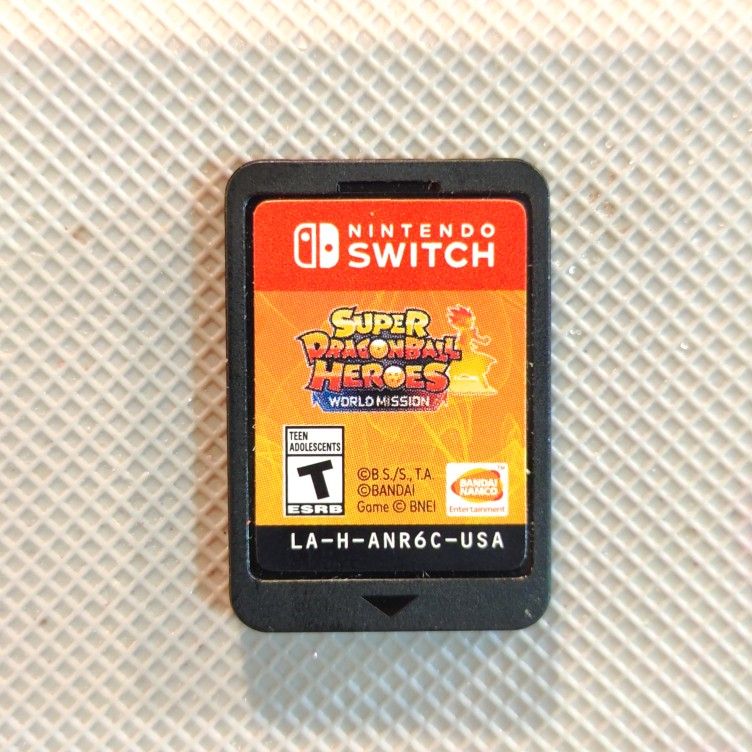 NINTENDO
SWITCH
SUPER
DRAGONBALL
HEROES
WORLD MISSION
TEEN
ADOLESCENTS
T
ESRB
©B.S./S., T.A.
©BANDAI
Game © BNEI
BANDAI
NAMCO
Entertainment
TM
LA-H-ANR6C-USA